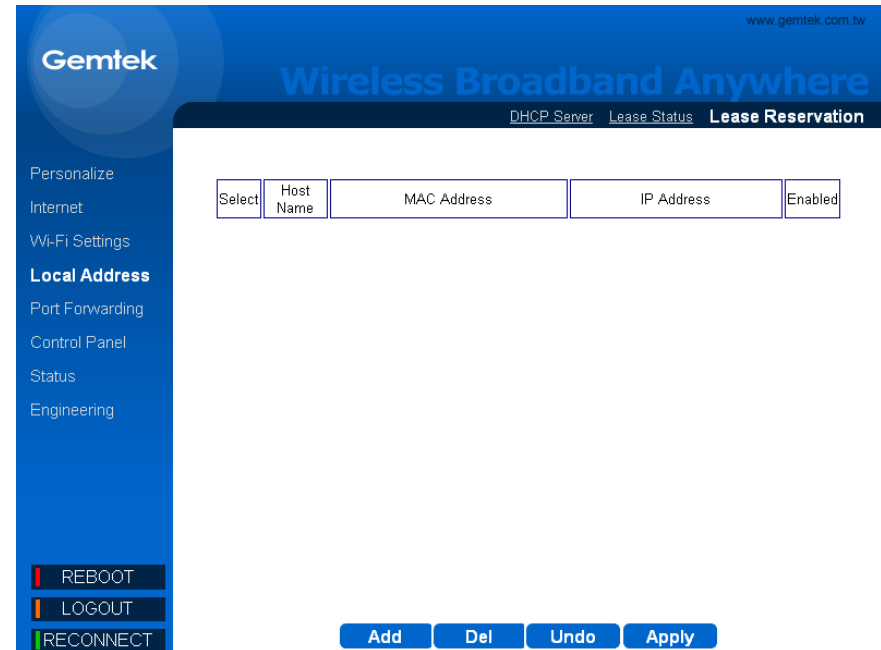 www.gemtek.com.tw
Gemtek
Wireless Broadband Anywhere
DHCP Server Lease Status Lease Reservation
Personalize
Internet
Wi-Fi Settings
Local Address
Port Forwarding
Control Panel
Status
Engineering
Select Host Name MAC Address IP Address Enabled
REBOOT
LOGOUT
RECONNECT
Add Del Undo Apply